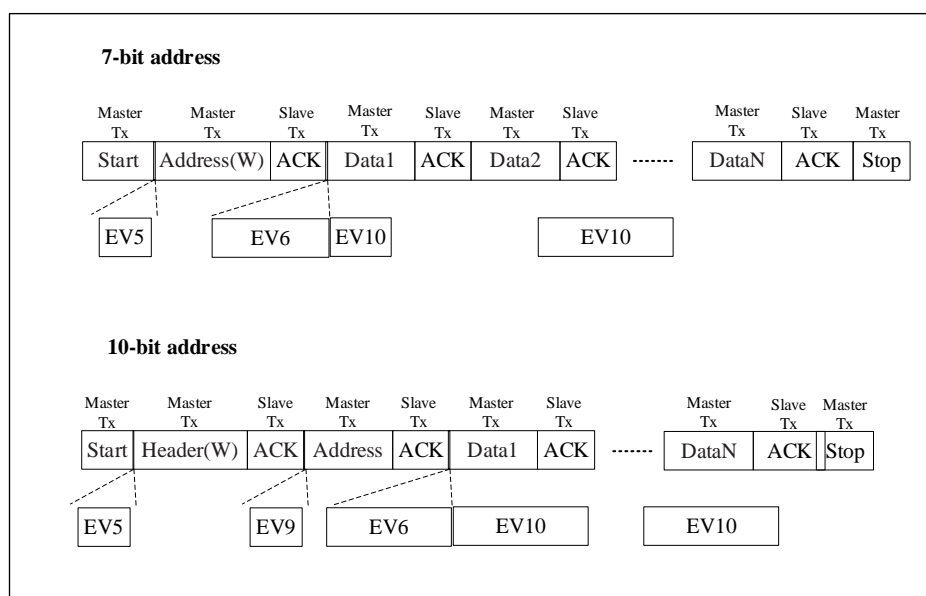 7-bit address
Master Master Slave Master Slave Master Slave Master Slave Master
Tx Tx Tx Tx Tx Tx Tx Tx Tx Tx
Start Address(W) ACK Data1 ACK Data2 ACK ........ DataN ACK Stop
EV5 EV6 EV10 EV10
10-bit address
Master Master Slave Master Slave Master Slave Master Slave Master
Tx Tx Tx Tx Tx Tx Tx Tx Tx Tx
Start Header(W) ACK Address ACK Data1 ACK ........ DataN ACK Stop
EV5 EV9 EV6 EV10 EV10